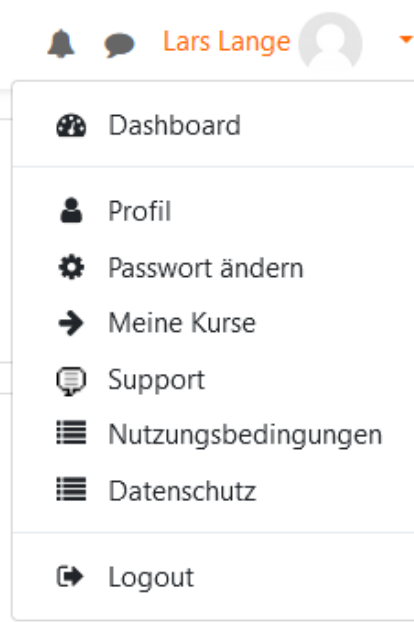 Lars Lange
Dashboard
Profil
Passwort ändern
Meine Kurse
Support
Nutzungsbedingungen
Datenschutz
Logout